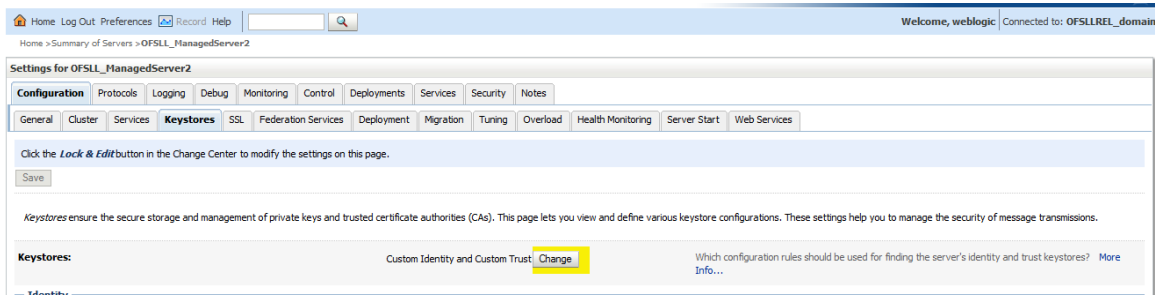 Home Log Out Preferences Record Help
Welcome, weblogic Connected to: OFSLLREL_domain
Home >Summary of Servers >OFSLL_ManagedServer2
Settings for OFSLL_ManagedServer2
Configuration Protocols Logging Debug Monitoring Control Deployments Services Security Notes
General Cluster Services Keystores SSL Federation Services Deployment Migration Tuning Overload Health Monitoring Server Start Web Services
Click the Lock & Edit button in the Change Center to modify the settings on this page.
Save
Keystores ensure the secure storage and management of private keys and trusted certificate authorities (CAs). This page lets you view and define various keystore configurations. These settings help you to manage the security of message transmissions.
Keystores: Custom Identity and Custom Trust Change Which configuration rules should be used for finding the server's identity and trust keystores? More
Info...
Identity